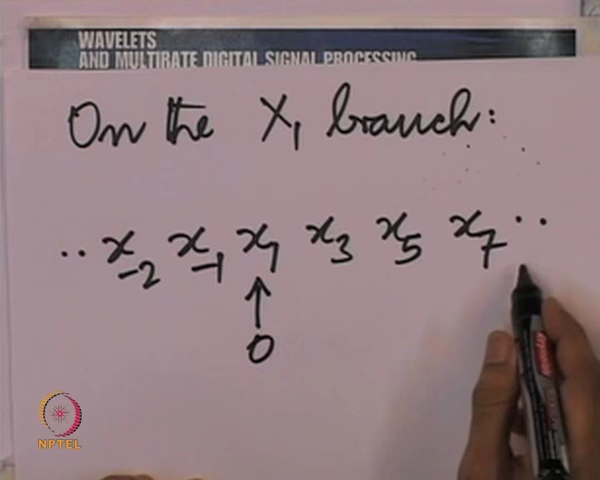 WAVELETS
AND MULTIRATE DIGITAL SIGNAL PROCESSING
On the X₁ branch:
.. x₋₂ x₋₁ x₁ x₃ x₅ x₇ ..
↑
0
NPTEL